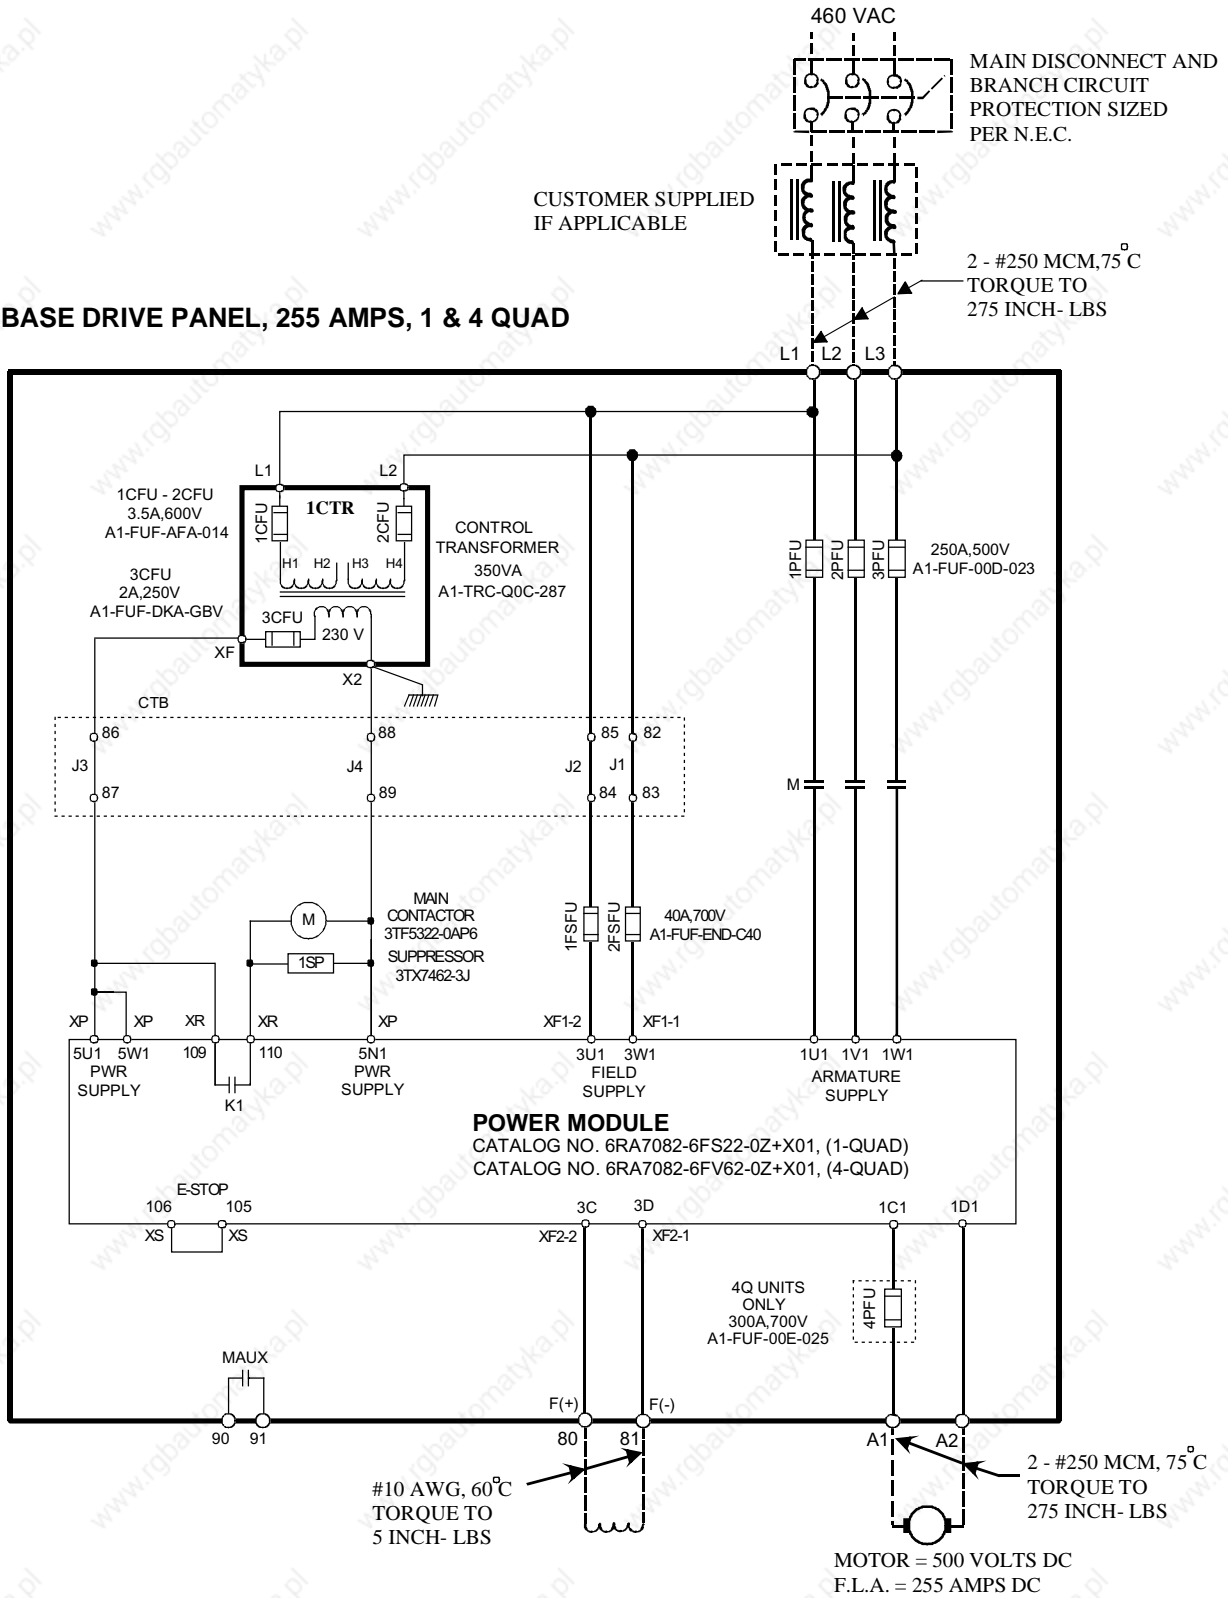 460 VAC
MAIN DISCONNECT AND
BRANCH CIRCUIT
PROTECTION SIZED
PER N.E.C.
CUSTOMER SUPPLIED
IF APPLICABLE
2 - #250 MCM,75°C
TORQUE TO
275 INCH- LBS
BASE DRIVE PANEL, 255 AMPS, 1 & 4 QUAD
L1 L2 L3
L1 L2
1CFU - 2CFU
3.5A,600V
A1-FUF-AFA-014
1CFU
1CTR
2CFU
CONTROL
TRANSFORMER
350VA
A1-TRC-Q0C-287
H1 H2 H3 H4
3CFU
2A,250V
A1-FUF-DKA-GBV
3CFU
230 V
XF
X2
1PFU
2PFU
3PFU
250A,500V
A1-FUF-00D-023
CTB
86 88 85 82
J3 J4 J2 J1
87 89 84 83
M
M
MAIN
CONTACTOR
3TF5322-0AP6
1SP
SUPPRESSOR
3TX7462-3J
1FSFU
2FSFU
40A,700V
A1-FUF-END-C40
XP XP XR XR XP XF1-2 XF1-1
5U1 5W1 109 110 5N1 3U1 3W1 1U1 1V1 1W1
PWR
SUPPLY
K1
PWR
SUPPLY
FIELD
SUPPLY
ARMATURE
SUPPLY
POWER MODULE
CATALOG NO. 6RA7082-6FS22-0Z+X01, (1-QUAD)
CATALOG NO. 6RA7082-6FV62-0Z+X01, (4-QUAD)
E-STOP
106 105
XS XS
3C 3D 1C1 1D1
XF2-2 XF2-1
4Q UNITS
ONLY
300A,700V
A1-FUF-00E-025
4PFU
MAUX
90 91
F(+) F(-)
80 81
A1 A2
#10 AWG, 60°C
TORQUE TO
5 INCH- LBS
2 - #250 MCM, 75°C
TORQUE TO
275 INCH- LBS
MOTOR = 500 VOLTS DC
F.L.A. = 255 AMPS DC
www.rgbautomatyka.pl